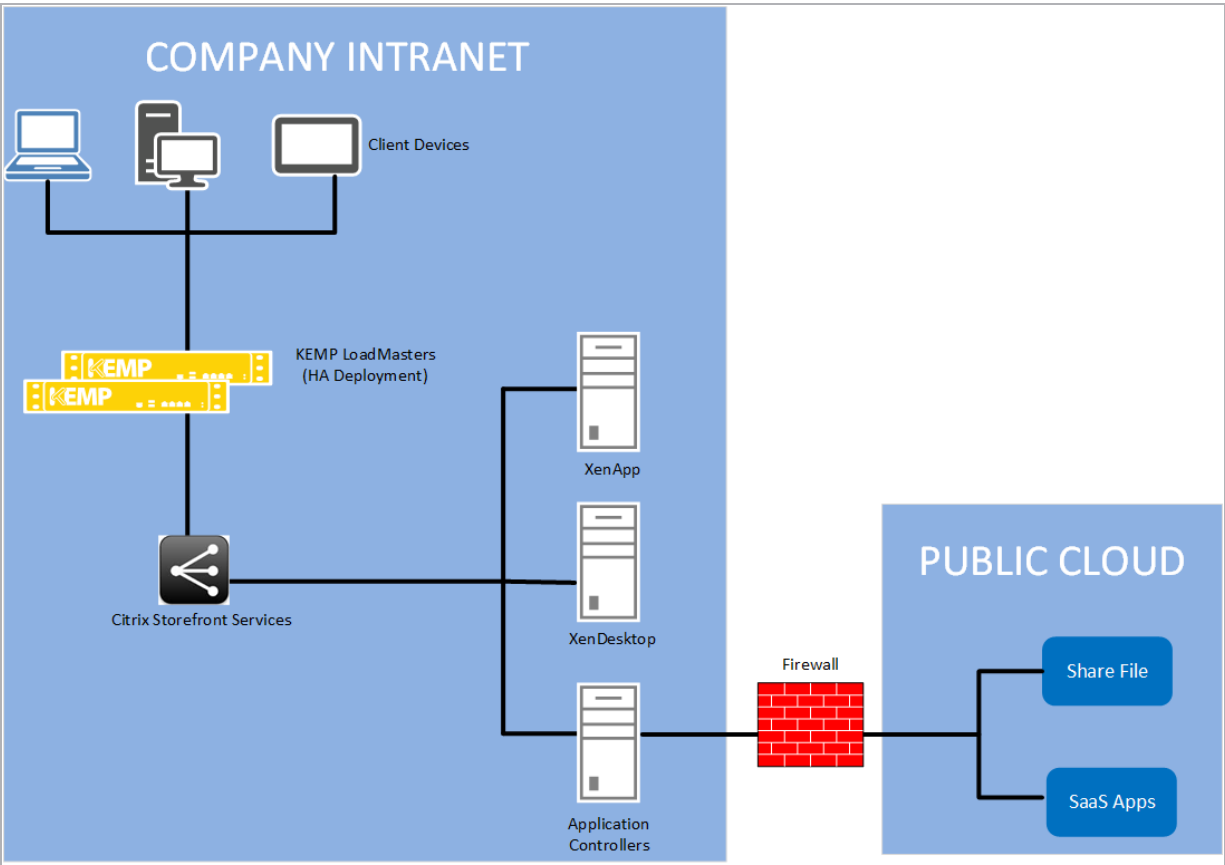 COMPANY INTRANET
Client Devices
KEMP LoadMasters
(HA Deployment)
KEMP
KEMP
XenApp
Citrix Storefront Services
XenDesktop
Application
Controllers
Firewall
PUBLIC CLOUD
Share File
SaaS Apps